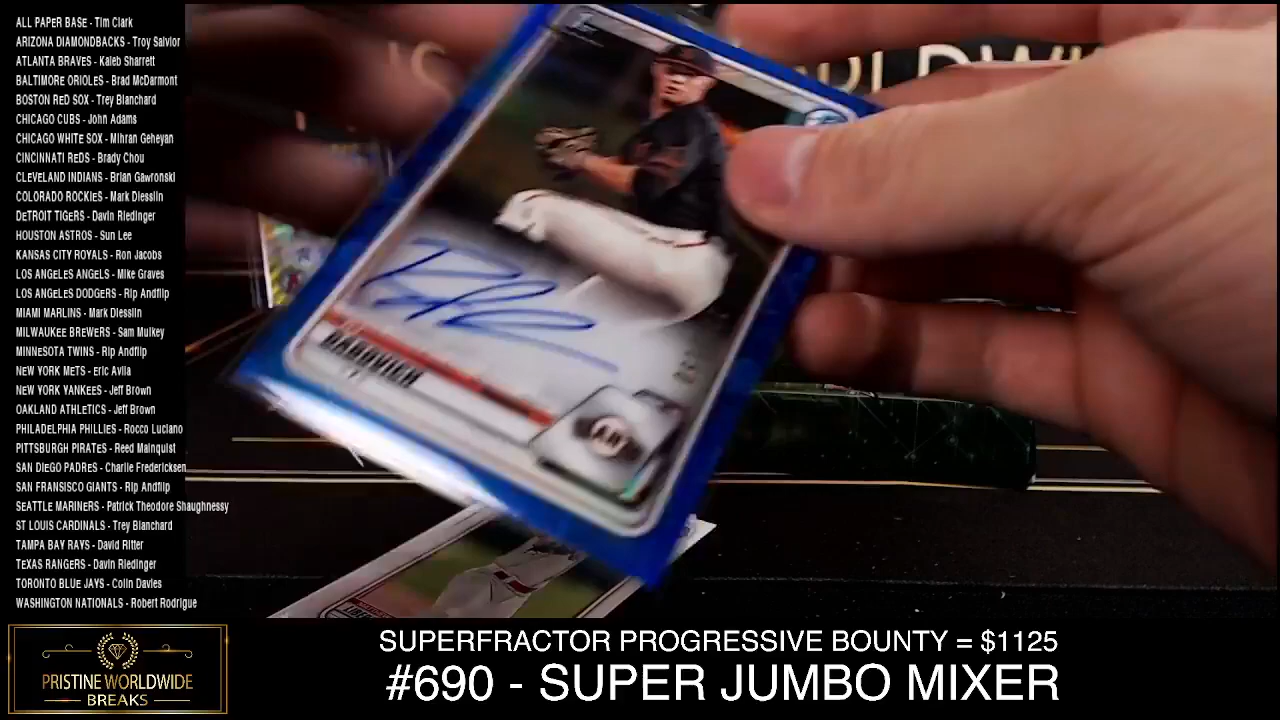 ALL PAPER BASE - Tim Clark
ARIZONA DIAMONDBACKS - Troy Salvior
ATLANTA BRAVES - Kaleb Sharrett
BALTIMORE ORIOLES - Brad McDarmont
BOSTON RED SOX - Trey Blanchard
CHICAGO CUBS - John Adams
CHICAGO WHITE SOX - Mihran Geheyan
CINCINNATI REDS - Brady Chou
CLEVELAND INDIANS - Brian Gawronski
COLORADO ROCKIES - Mark Diesslin
DETROIT TIGERS - Davin Riedinger
HOUSTON ASTROS - Sun Lee
KANSAS CITY ROYALS - Ron Jacobs
LOS ANGELES ANGELS - Mike Graves
LOS ANGELES DODGERS - Rip Andflip
MIAMI MARLINS - Mark Diesslin
MILWAUKEE BREWERS - Sam Mulkey
MINNESOTA TWINS - Rip Andflip
NEW YORK METS - Eric Avila
NEW YORK YANKEES - Jeff Brown
OAKLAND ATHLETICS - Jeff Brown
PHILADELPHIA PHILLIES - Rocco Luciano
PITTSBURGH PIRATES - Reed Mainquist
SAN DIEGO PADRES - Charlie Fredericksen
SAN FRANSISCO GIANTS - Rip Andflip
SEATTLE MARINERS - Patrick Theodore Shaughnessy
ST LOUIS CARDINALS - Trey Blanchard
TAMPA BAY RAYS - David Ritter
TEXAS RANGERS - Davin Riedinger
TORONTO BLUE JAYS - Colin Davies
WASHINGTON NATIONALS - Robert Rodrigue
PRISTINE WORLDWIDE
BREAKS
SUPERFRACTOR PROGRESSIVE BOUNTY = $1125
#690 - SUPER JUMBO MIXER